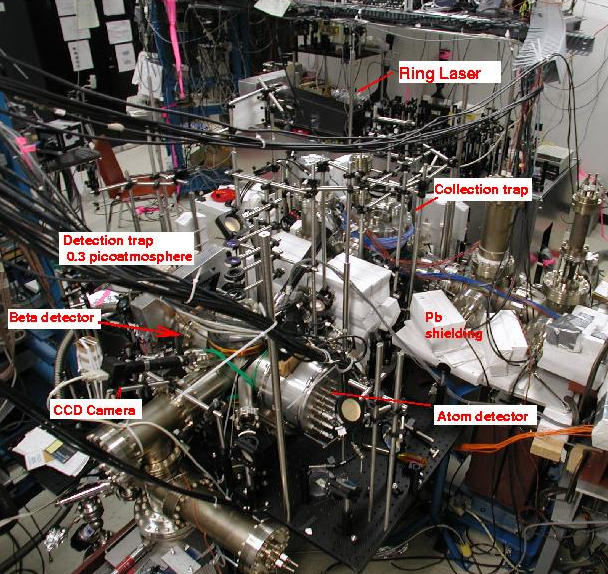 Ring Laser
Collection trap
Detection trap
0.3 picoatmosphere
Beta detector
Pb
shielding
CCD Camera
Atom detector